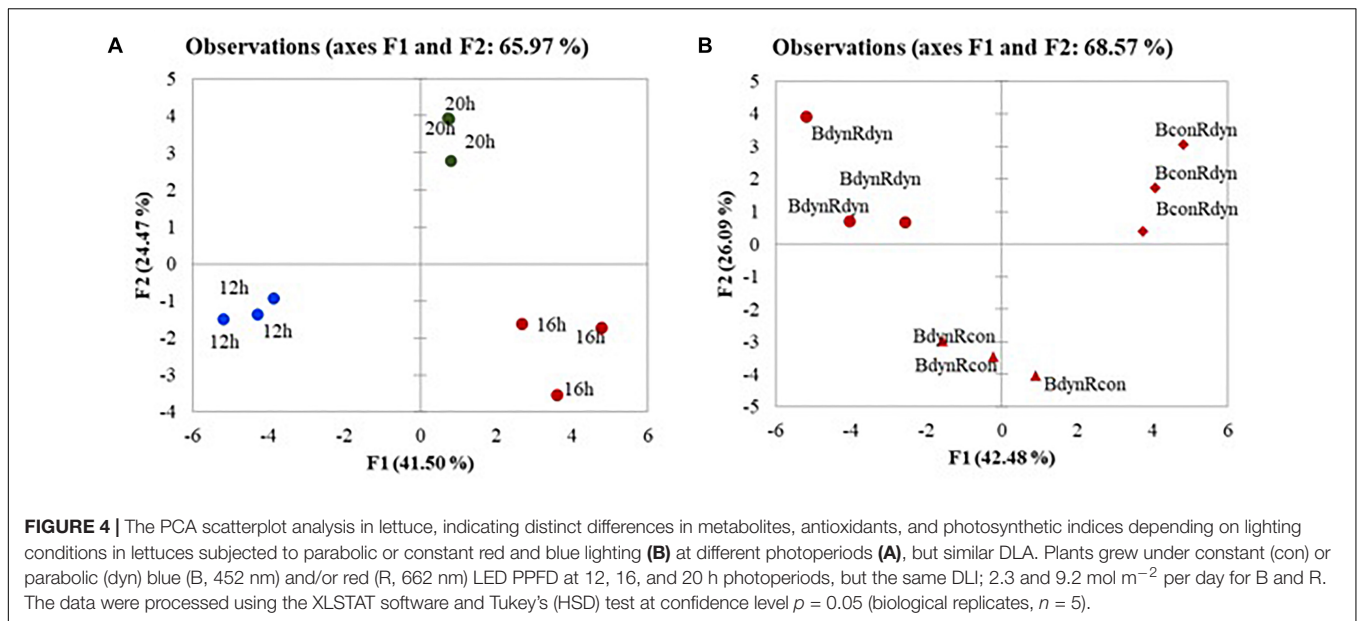 A
Observations (axes F1 and F2: 65.97 %)
5
4
3
2
1
0
-1
-2
-3
-4
F2 (24.47 %)
20h
20h
20h
12h
12h
12h
16h
16h
16h
-6
-4
-2
0
2
4
6
F1 (41.50 %)
B
Observations (axes F1 and F2: 68.57 %)
5
4
3
2
1
0
-1
-2
-3
-4
-5
F2 (26.09 %)
BdynRdyn
BdynRdyn
BdynRdyn
BconRdyn
BconRdyn
BconRdyn
BdynRcon
BdynRcon
BdynRcon
-6
-4
-2
0
2
4
6
F1 (42.48 %)
FIGURE 4 | The PCA scatterplot analysis in lettuce, indicating distinct differences in metabolites, antioxidants, and photosynthetic indices depending on lighting
conditions in lettuces subjected to parabolic or constant red and blue lighting (B) at different photoperiods (A), but similar DLA. Plants grew under constant (con) or
parabolic (dyn) blue (B, 452 nm) and/or red (R, 662 nm) LED PPFD at 12, 16, and 20 h photoperiods, but the same DLI; 2.3 and 9.2 mol m⁻² per day for B and R.
The data were processed using the XLSTAT software and Tukey's (HSD) test at confidence level p = 0.05 (biological replicates, n = 5).